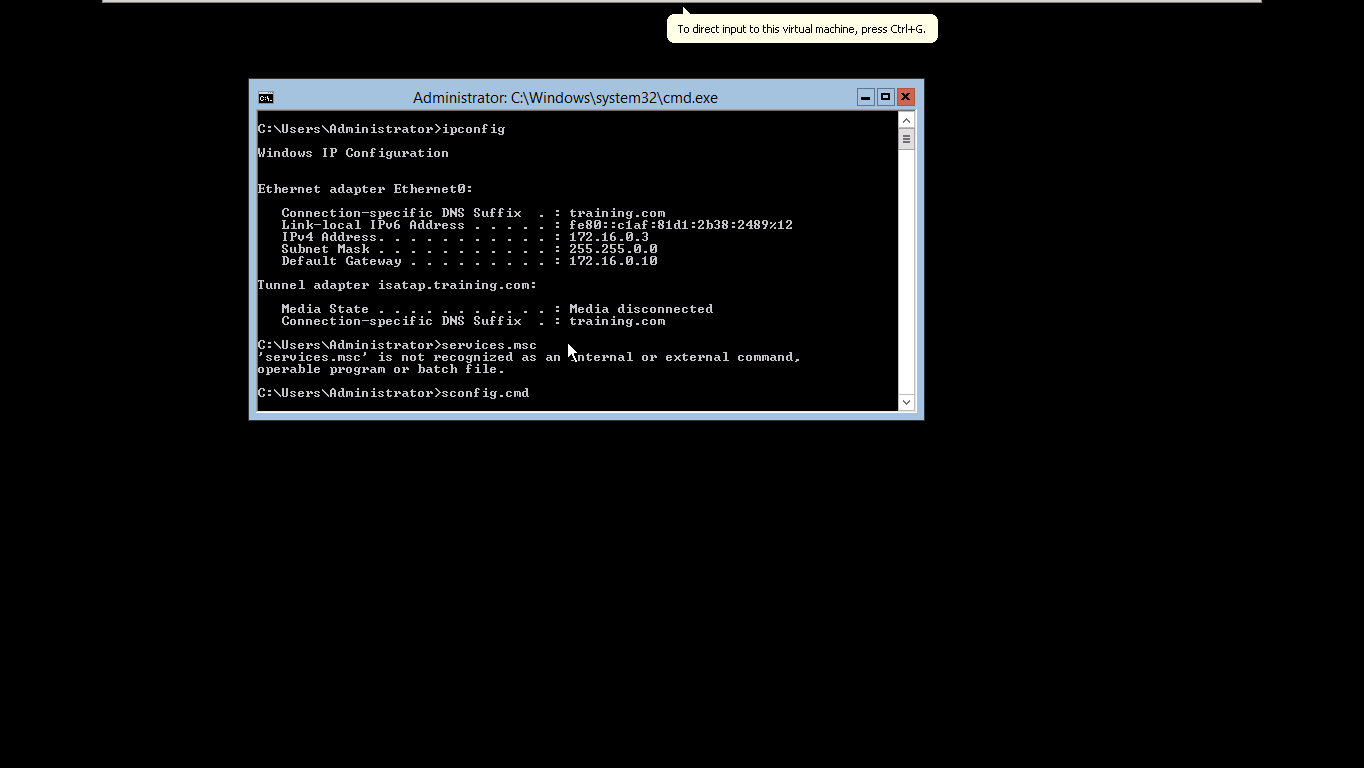 To direct input to this virtual machine, press Ctrl+G.
Administrator: C:\Windows\system32\cmd.exe
C:\Users\Administrator>ipconfig
Windows IP Configuration
Ethernet adapter Ethernet0:
Connection-specific DNS Suffix  . : training.com
Link-local IPv6 Address . . . . . : fe80::c1af:81d1:2b38:2489%12
IPv4 Address. . . . . . . . . . . : 172.16.0.3
Subnet Mask . . . . . . . . . . . : 255.255.0.0
Default Gateway . . . . . . . . . : 172.16.0.10
Tunnel adapter isatap.training.com:
Media State . . . . . . . . . . . : Media disconnected
Connection-specific DNS Suffix  . : training.com
C:\Users\Administrator>services.msc
'services.msc' is not recognized as an internal or external command,
operable program or batch file.
C:\Users\Administrator>sconfig.cmd